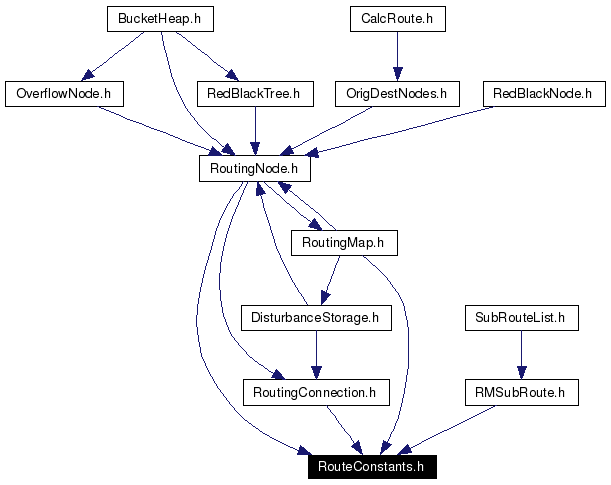 BucketHeap.h
CalcRoute.h
OverflowNode.h
RedBlackTree.h
OrigDestNodes.h
RedBlackNode.h
RoutingNode.h
RoutingMap.h
DisturbanceStorage.h
SubRouteList.h
RoutingConnection.h
RMSubRoute.h
RouteConstants.h